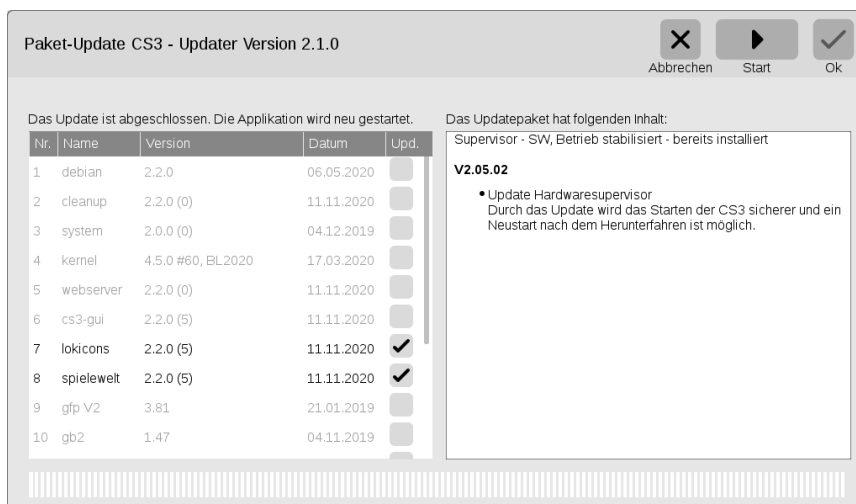 Paket-Update CS3 - Updater Version 2.1.0
Abbrechen Start Ok
Das Update ist abgeschlossen. Die Applikation wird neu gestartet.
Nr. Name Version Datum Upd.
1 debian 2.2.0 06.05.2020
2 cleanup 2.2.0 (0) 11.11.2020
3 system 2.0.0 (0) 04.12.2019
4 kernel 4.5.0 #60, BL2020 17.03.2020
5 webserver 2.2.0 (0) 11.11.2020
6 cs3-gui 2.2.0 (5) 11.11.2020
7 lokicons 2.2.0 (5) 11.11.2020
8 spielewelt 2.2.0 (5) 11.11.2020
9 gfp V2 3.81 21.01.2019
10 gb2 1.47 04.11.2019
Das Updatepaket hat folgenden Inhalt:
Supervisor - SW, Betrieb stabilisiert - bereits installiert
V2.05.02
• Update Hardwaresupervisor
Durch das Update wird das Starten der CS3 sicherer und ein
Neustart nach dem Herunterfahren ist möglich.